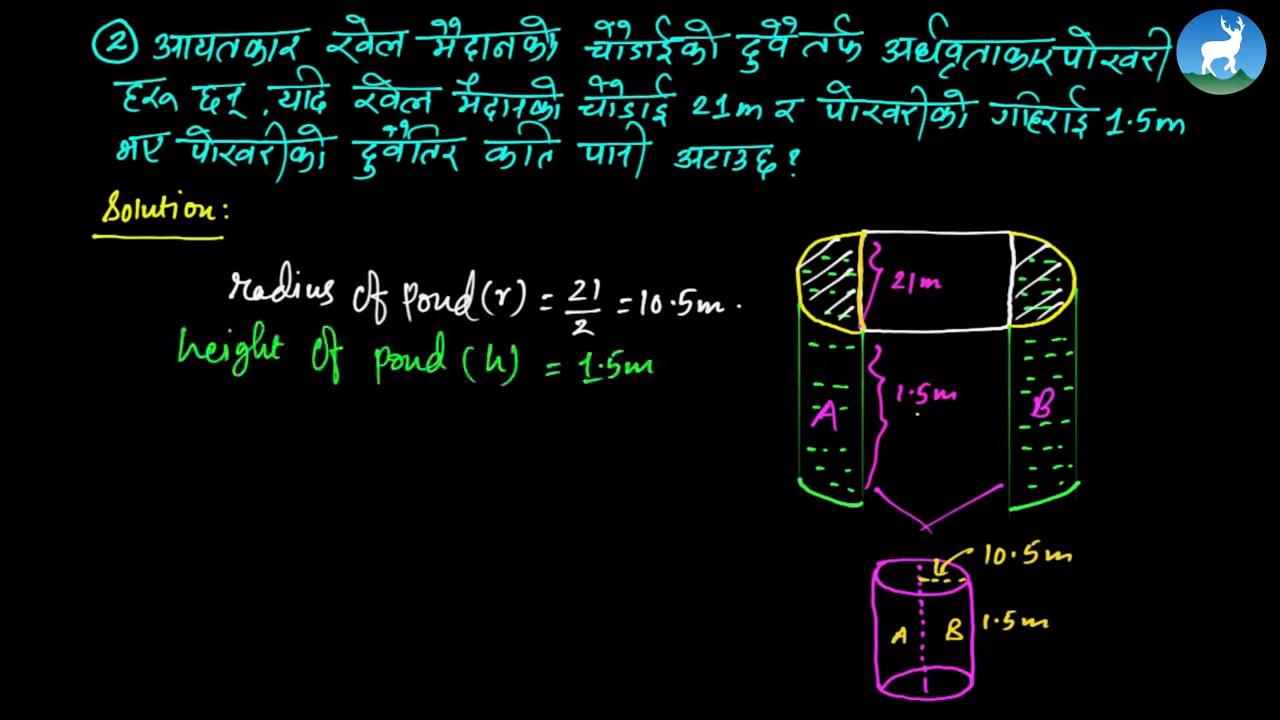 ② आयतकार खेल मैदानको चौडाईको दुवैतर्फ अर्धवृताकार पोखरी
हरू छन्, यदि खेल मैदानको चौडाई 21m र पोखरीको गहिराई 1.5m
भए पोखरीको दुवैतिर कति पानी अटाउछ?
Solution:
radius of pond(r) = 21/2 = 10.5m.
height of pond (h) = 1.5m
21m
1.5m
A
B
10.5m
A B 1.5m